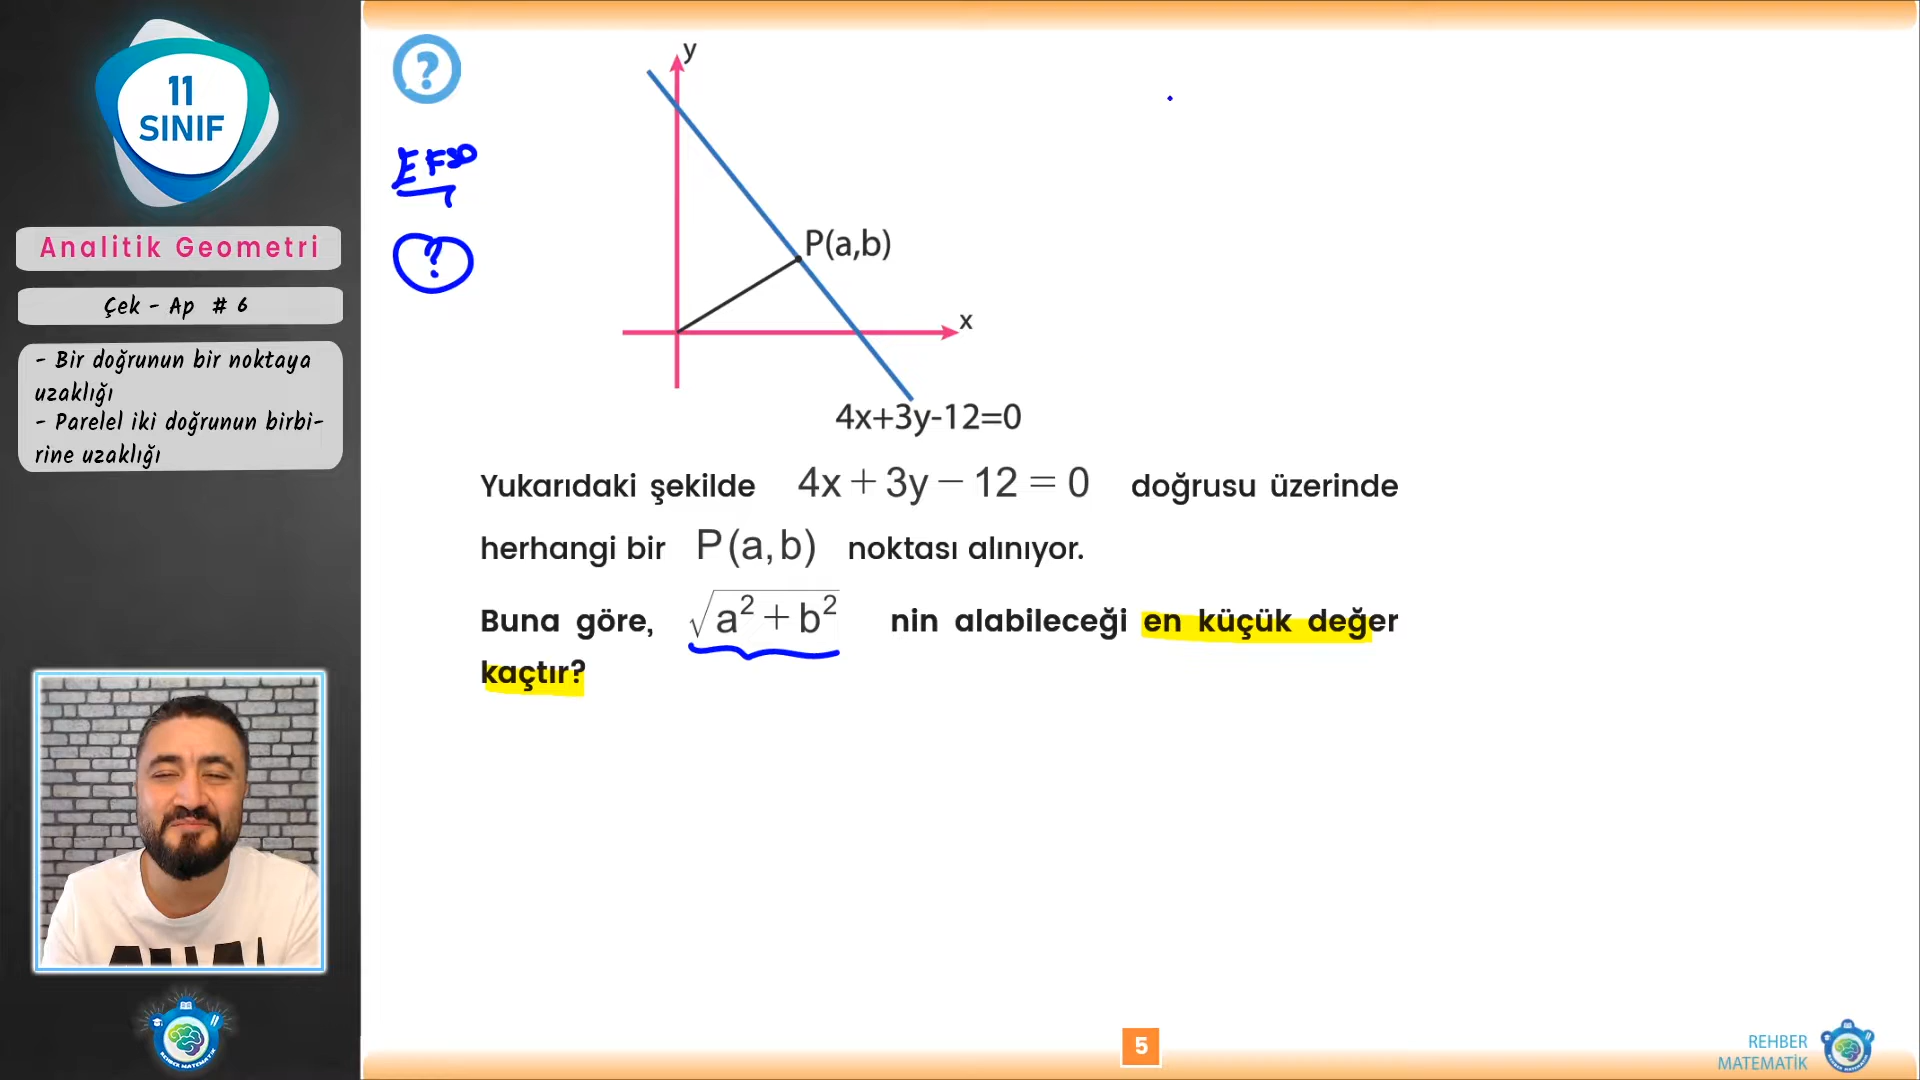 11
SINIF
Analitik Geometri
Çek - Ap # 6
- Bir doğrunun bir noktaya
uzaklığı
- Parelel iki doğrunun birbi-
rine uzaklığı
?
?
y
P(a,b)
x
4x+3y-12=0
Yukarıdaki şekilde 4x + 3y − 12 = 0 doğrusu üzerinde
herhangi bir P(a,b) noktası alınıyor.
Buna göre, √a² + b² nin alabileceği en küçük değer
kaçtır?
5
REHBER
MATEMATİK
REHBER MATEMATİK